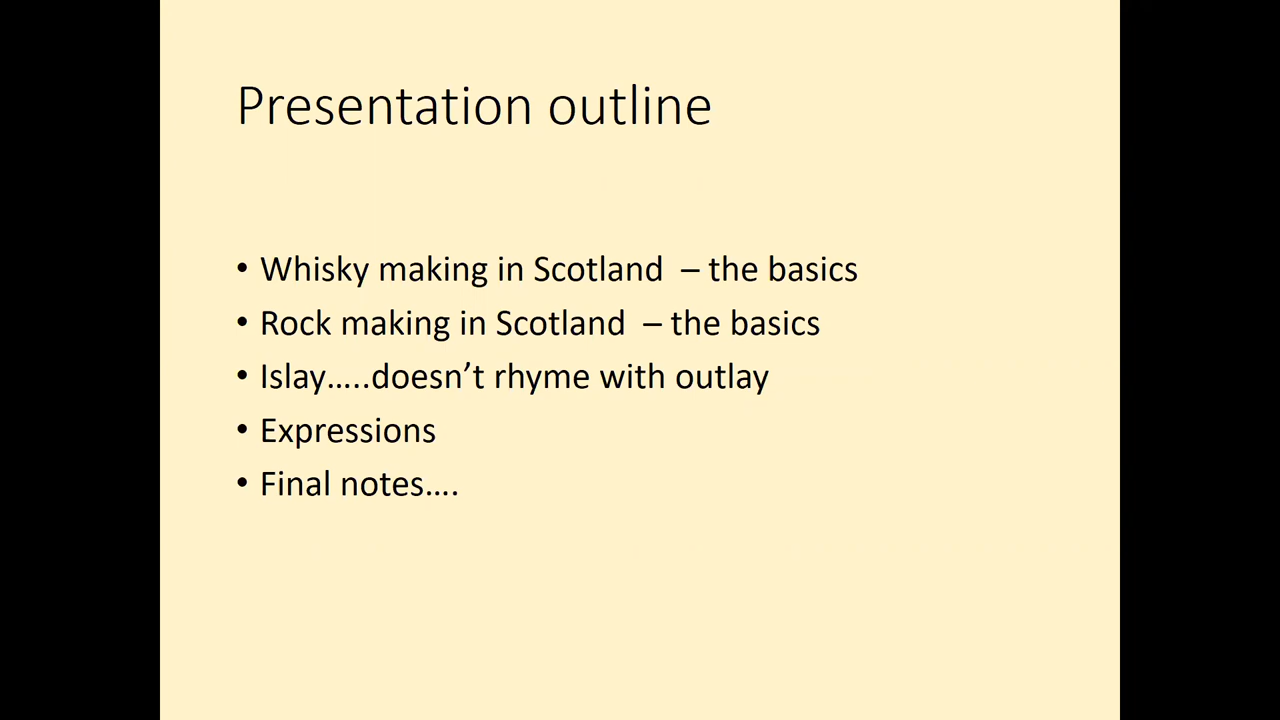 Presentation outline
• Whisky making in Scotland – the basics
• Rock making in Scotland – the basics
• Islay…..doesn’t rhyme with outlay
• Expressions
• Final notes….